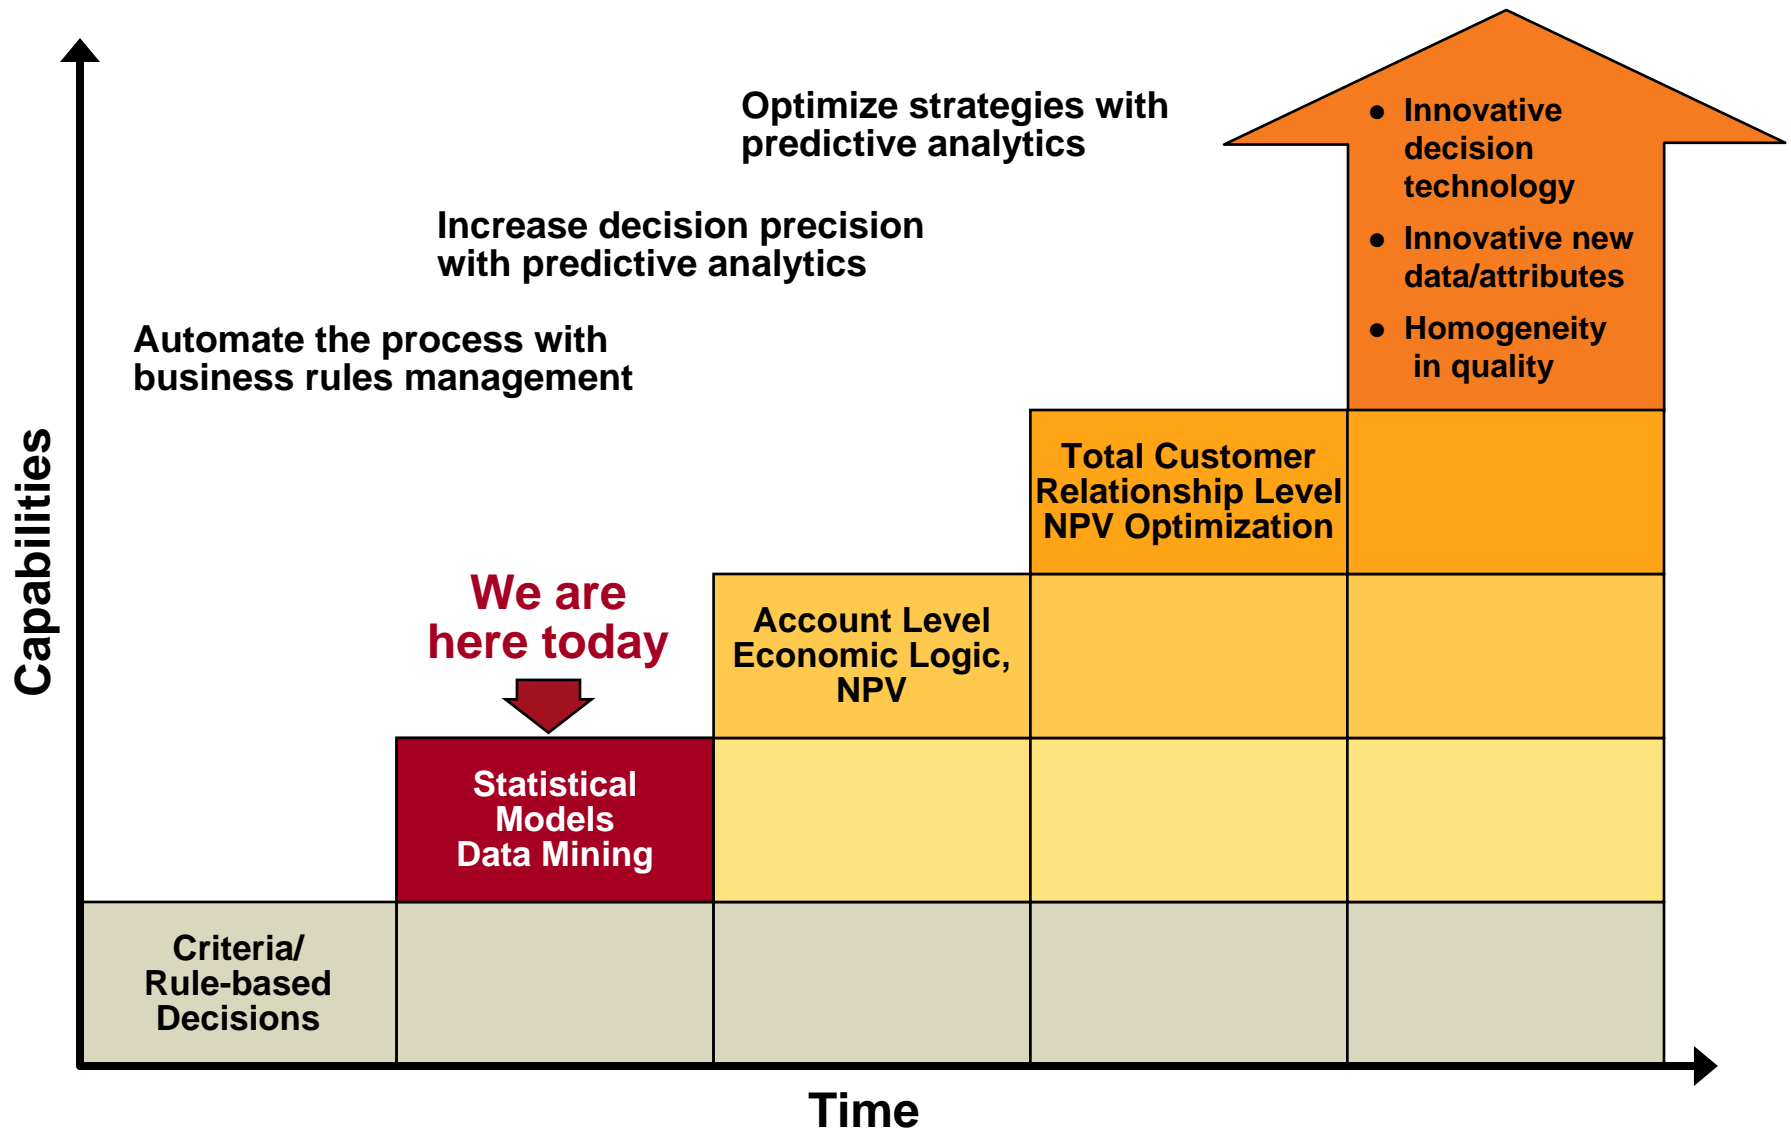 Optimize strategies with
predictive analytics
Increase decision precision
with predictive analytics
Automate the process with
business rules management
● Innovative
decision
technology
● Innovative new
data/attributes
● Homogeneity
in quality
Capabilities
Total Customer
Relationship Level
NPV Optimization
We are
here today
Account Level
Economic Logic,
NPV
Statistical
Models
Data Mining
Criteria/
Rule-based
Decisions
Time